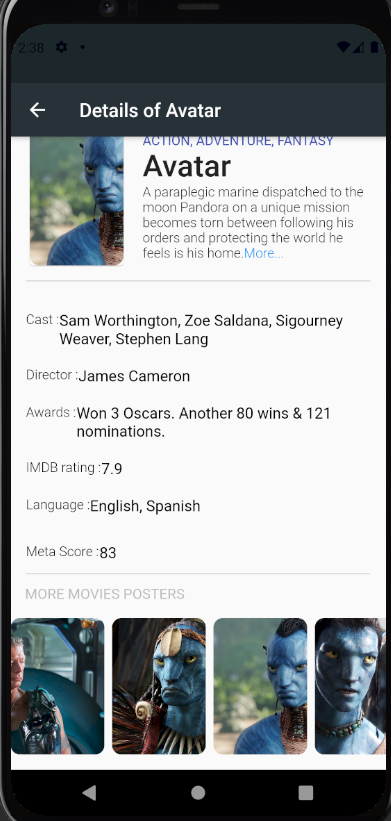 2:38
Details of Avatar
ACTION, ADVENTURE, FANTASY
Avatar
A paraplegic marine dispatched to the
moon Pandora on a unique mission
becomes torn between following his
orders and protecting the world he
feels is his home.More...
Cast :Sam Worthington, Zoe Saldana, Sigourney
Weaver, Stephen Lang
Director :James Cameron
Awards :Won 3 Oscars. Another 80 wins & 121
nominations.
IMDB rating :7.9
Language :English, Spanish
Meta Score :83
MORE MOVIES POSTERS